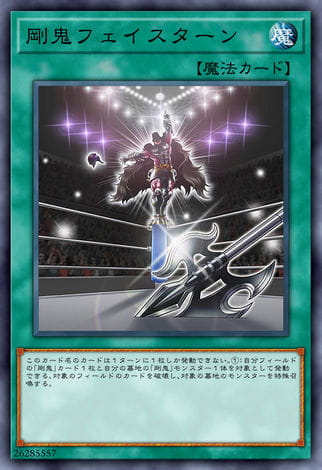 剛鬼フェイスターン
魔
【魔法カード】
このカード名のカードは1ターンに1枚しか発動できない。①:自分フィールド
の「剛鬼」カード1枚と自分の墓地の「剛鬼」モンスター1体を対象として発動
できる。対象のフィールドのカードを破壊し、対象の墓地のモンスターを特殊召
喚する。
26285557